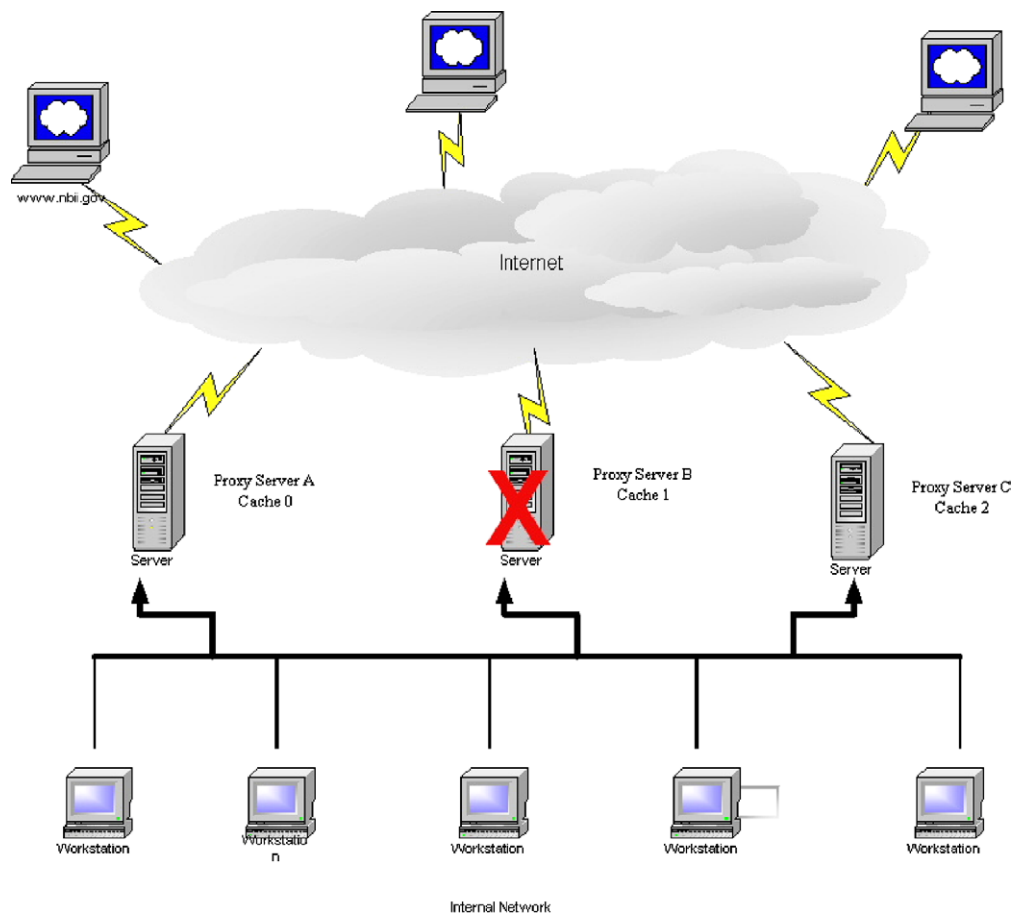 www.nbii.gov
Internet
Proxy Server A
Cache 0
Server
Proxy Server B
Cache 1
Server
Proxy Server C
Cache 2
Server
Workstation
Workstatio
n
Workstation
Workstation
Workstation
Internal Network